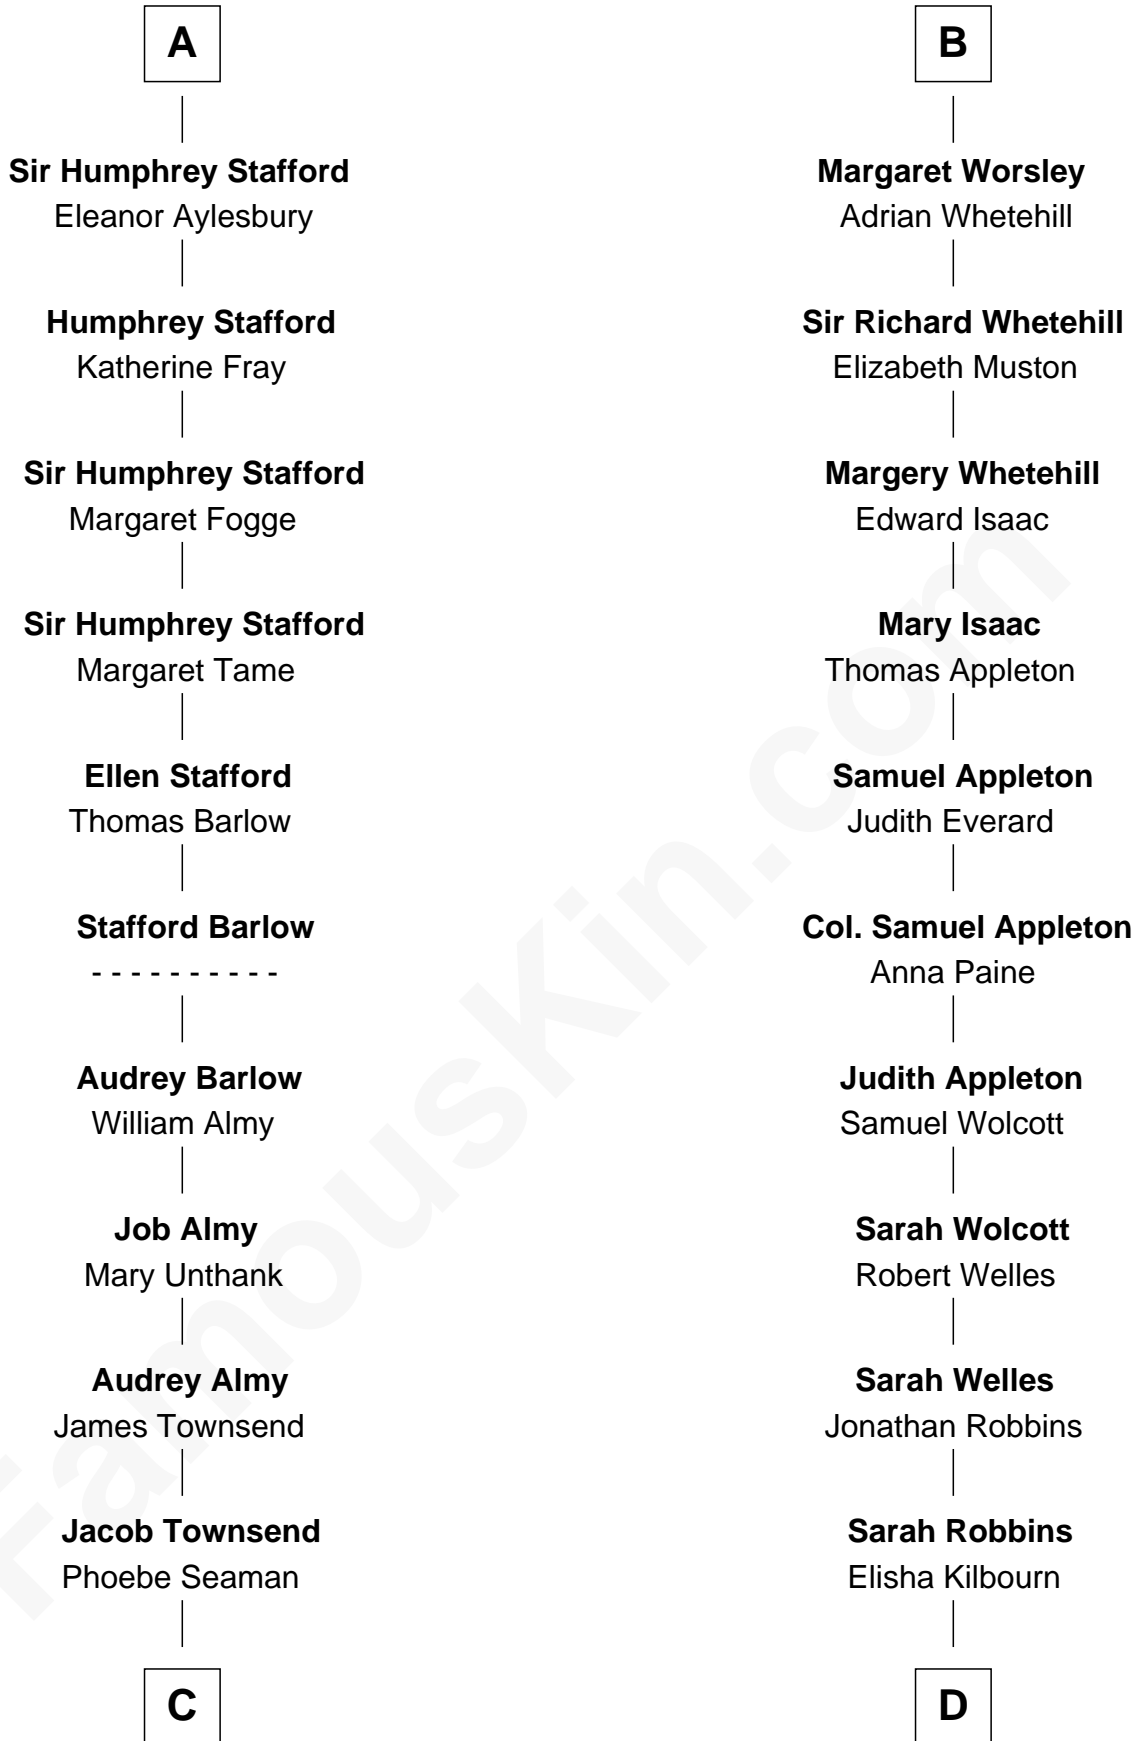 A
Sir Humphrey Stafford
Eleanor Aylesbury
Humphrey Stafford
Katherine Fray
Sir Humphrey Stafford
Margaret Fogge
Sir Humphrey Stafford
Margaret Tame
Ellen Stafford
Thomas Barlow
Stafford Barlow
- - - - - - - - - -
Audrey Barlow
William Almy
Job Almy
Mary Unthank
Audrey Almy
James Townsend
Jacob Townsend
Phoebe Seaman
C
B
Margaret Worsley
Adrian Whetehill
Sir Richard Whetehill
Elizabeth Muston
Margery Whetehill
Edward Isaac
Mary Isaac
Thomas Appleton
Samuel Appleton
Judith Everard
Col. Samuel Appleton
Anna Paine
Judith Appleton
Samuel Wolcott
Sarah Wolcott
Robert Welles
Sarah Welles
Jonathan Robbins
Sarah Robbins
Elisha Kilbourn
D
FamousKin.com